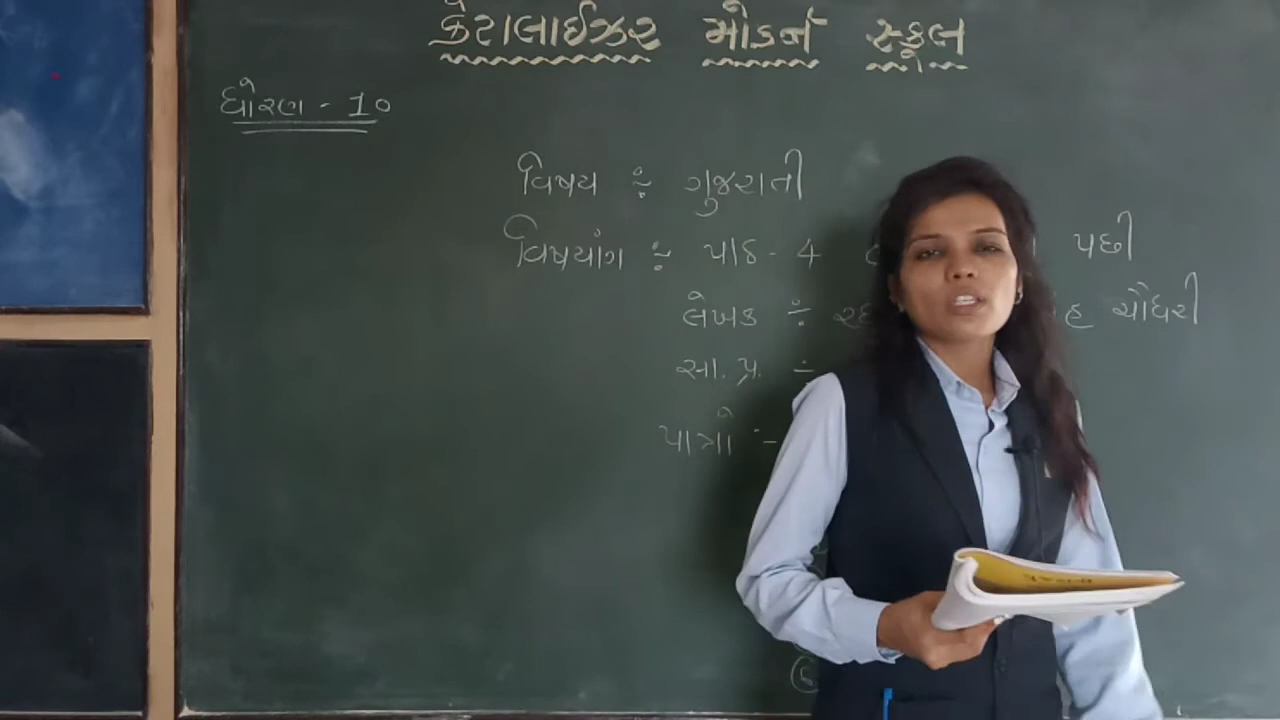 કેટાલાઈઝર મોડર્ન સ્કૂલ
ધોરણ - 10
વિષય : ગુજરાતી
વિષયાંગ : પાઠ - 4 પછી
લેખક : ચૌધરી
સા.પ્ર. :
પાત્રો :-